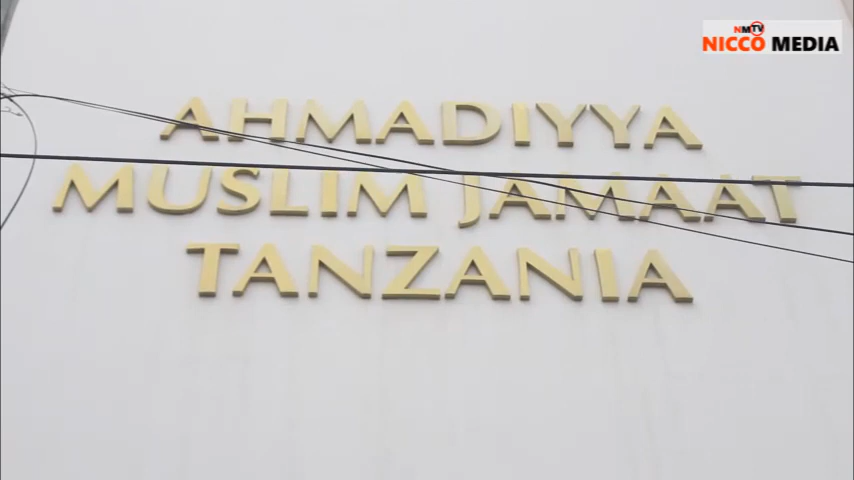 NMTV
NICCO MEDIA
AHMADIYYA
MUSLIM JAMAAT
TANZANIA